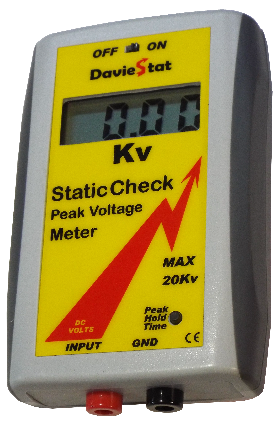 OFF ON
DavieStat
0.00
Kv
StaticCheck
Peak Voltage
Meter
MAX
20Kv
Peak
Hold
Time
DC
VOLTS
INPUT GND
CE